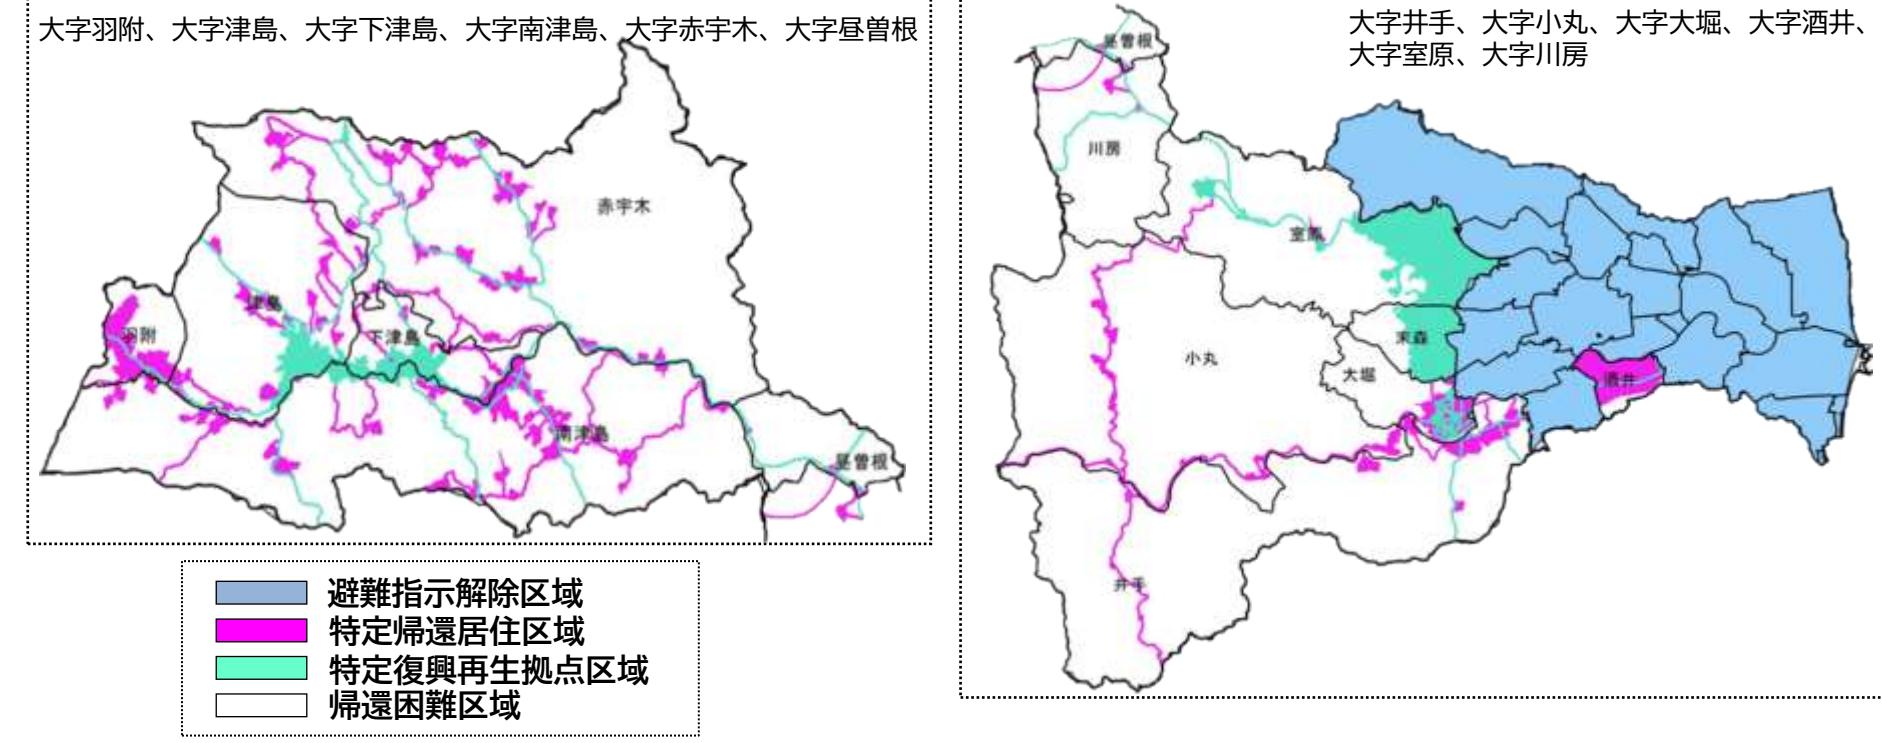 大字羽附、大字津島、大字下津島、大字南津島、大字赤宇木、大字昼曽根
赤宇木
津島
羽附
下津島
南津島
昼曽根
避難指示解除区域
特定帰還居住区域
特定復興再生拠点区域
帰還困難区域
大字井手、大字小丸、大字大堀、大字酒井、
大字室原、大字川房
昼曽根
川房
室原
末森
小丸
大堀
酒井
井手